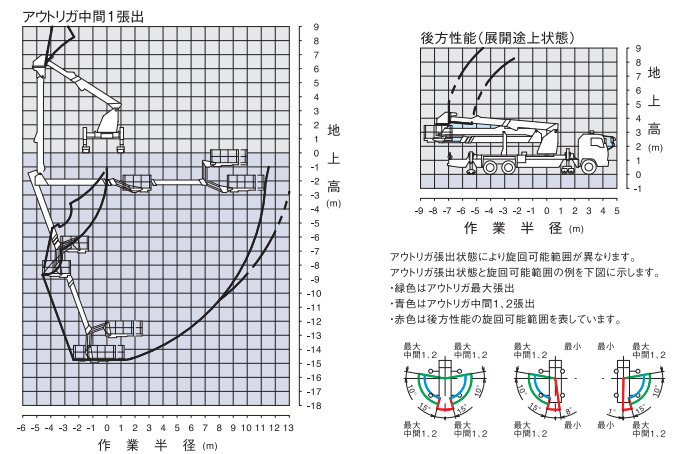 アウトリガ中間1張出
9
8
7
6
5
4
3
2
1
0
-1
-2
-3
-4
-5
-6
-7
-8
-9
-10
-11
-12
-13
-14
-15
-16
-17
-18
地上高
(m)
-6 -5 -4 -3 -2 -1 0 1 2 3 4 5 6 7 8 9 10 11 12 13
作業半径(m)
後方性能(展開途上状態)
9
8
7
6
5
4
3
2
1
0
-1
地上高
(m)
-9 -8 -7 -6 -5 -4 -3 -2 -1 0 1 2 3 4 5
作業半径(m)
アウトリガ張出状態により旋回可能範囲が異なります。
アウトリガ張出状態と旋回可能範囲の例を下図に示します。
・緑色はアウトリガ最大張出
・青色はアウトリガ中間1、2張出
・赤色は後方性能の旋回可能範囲を表しています。
最大
中間1、2
最大
中間1、2
10°
10°
15°
15°
最大
中間1、2
最大
中間1、2
最大
中間1、2
最小
10°
15°
8°
最大
中間1、2
最小
最小
最大
中間1、2
10°
1°
15°
最小
最大
中間1、2